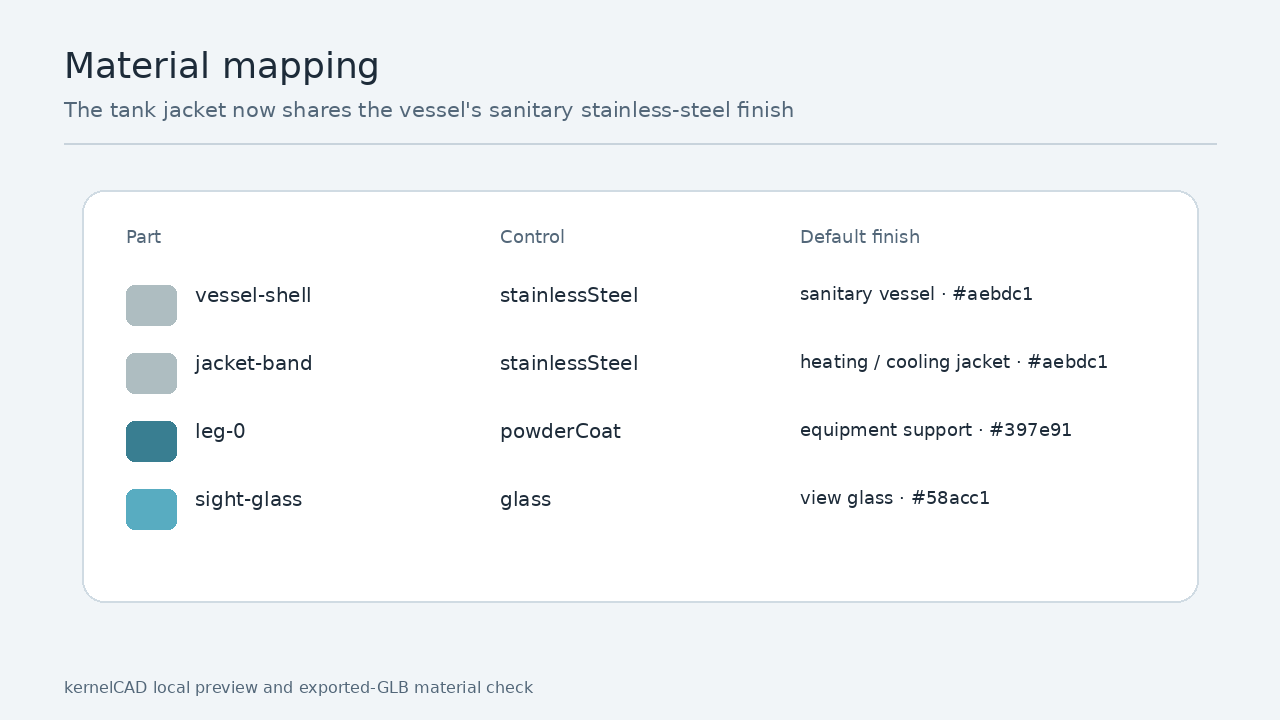 Material mapping
The tank jacket now shares the vessel's sanitary stainless-steel finish
Part Control Default finish
vessel-shell stainlessSteel sanitary vessel · #aebdc1
jacket-band stainlessSteel heating / cooling jacket · #aebdc1
leg-0 powderCoat equipment support · #397e91
sight-glass glass view glass · #58acc1
kernelCAD local preview and exported-GLB material check